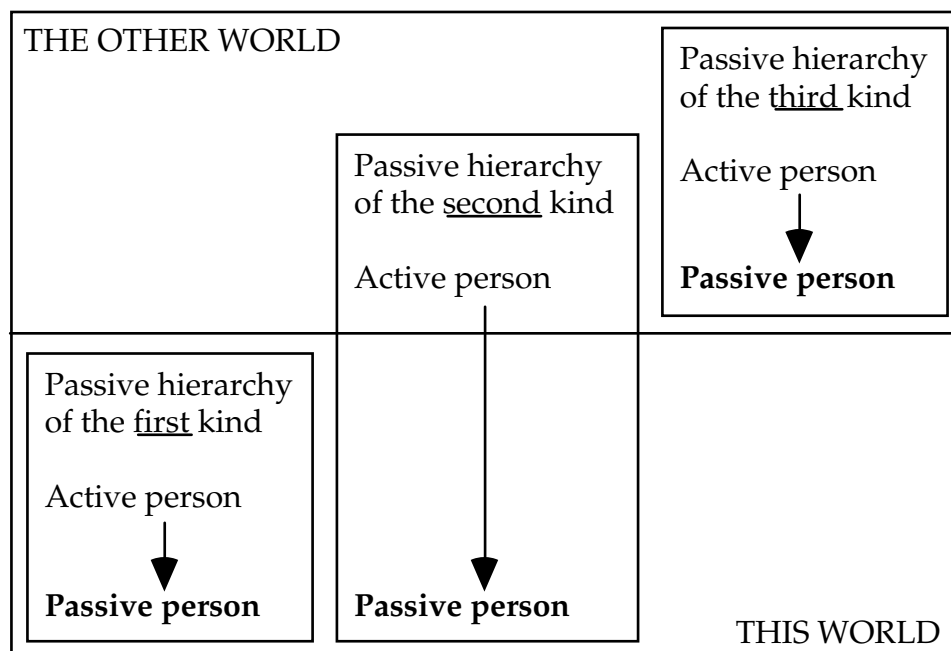 THE OTHER WORLD
Passive hierarchy
of the third kind
Active person
Passive person
Passive hierarchy
of the second kind
Active person
Passive person
Passive hierarchy
of the first kind
Active person
Passive person
THIS WORLD